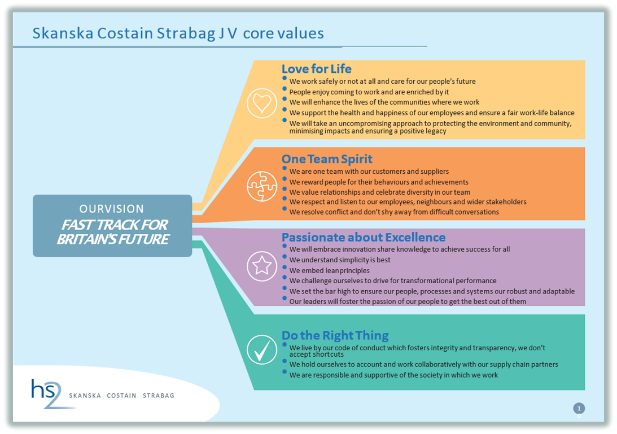 Skanska Costain Strabag J V core values
Love for Life
We work safely or not at all and care for our people's future
People enjoy coming to work and are enriched by it
We will enhance the lives of the communities where we work
We support the health and happiness of our employees and ensure a fair work-life balance
We will take an uncompromising approach to protecting the environment and community,
minimising impacts and ensuring a positive legacy
One Team Spirit
We are one team with our customers and suppliers
We reward people for their behaviours and achievements
We value relationships and celebrate diversity in our team
We respect and listen to our employees, neighbours and wider stakeholders
We resolve conflict and don't shy away from difficult conversations
OURVISION
FAST TRACK FOR
BRITAIN'S FUTURE
Passionate about Excellence
We will embrace innovation share knowledge to achieve success for all
We understand simplicity is best
We embed leanprinciples
We challenge ourselves to drive for transformational performance
We set the bar high to ensure our people, processes and systems our robust and adaptable
Our leaders will foster the passion of our people to get the best out of them
Do the Right Thing
We live by our code of conduct which fosters integrity and transparency, we don't
accept shortcuts
We hold ourselves to account and work collaboratively with our supply chain partners
We are responsible and supportive of the society in which we work
hs2 SKANSKA COSTAIN STRABAG
1